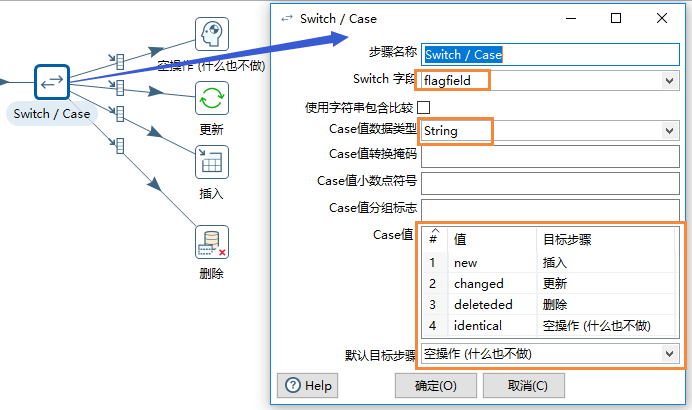 空操作 (什么也不做)
Switch / Case
更新
插入
删除
Switch / Case
步骤名称 Switch / Case
Switch 字段 flagfield
使用字符串包含比较
Case值数据类型 String
Case值转换掩码
Case值小数点符号
Case值分组标志
Case值
# 值 目标步骤
1 new 插入
2 changed 更新
3 deleteded 删除
4 identical 空操作 (什么也不做)
默认目标步骤 空操作 (什么也不做)
? Help 确定(O) 取消(C)